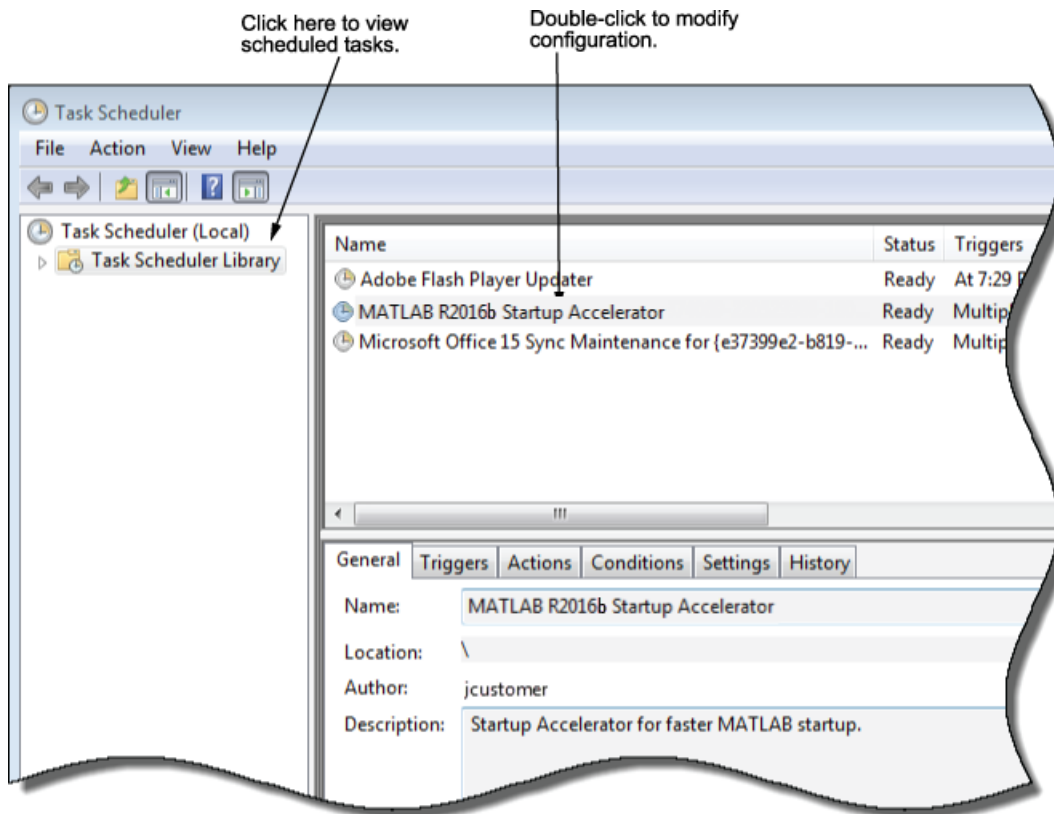 Click here to view
scheduled tasks.
Double-click to modify
configuration.
Task Scheduler
File Action View Help
Task Scheduler (Local)
Task Scheduler Library
Name Status Triggers
Adobe Flash Player Updater Ready At 7:29
MATLAB R2016b Startup Accelerator Ready
Microsoft Office 15 Sync Maintenance for {e37399e2-b819-... Ready
General Triggers Actions Conditions Settings History
Name: MATLAB R2016b Startup Accelerator
Location: \
Author: jcustomer
Description: Startup Accelerator for faster MATLAB startup.